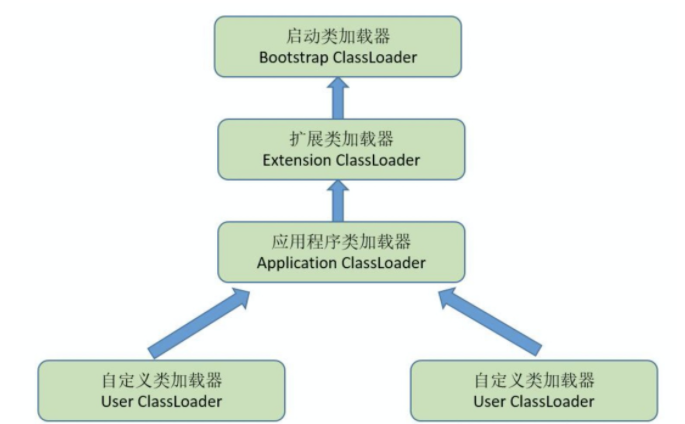 启动类加载器
Bootstrap ClassLoader
扩展类加载器
Extension ClassLoader
应用程序类加载器
Application ClassLoader
自定义类加载器
User ClassLoader
自定义类加载器
User ClassLoader